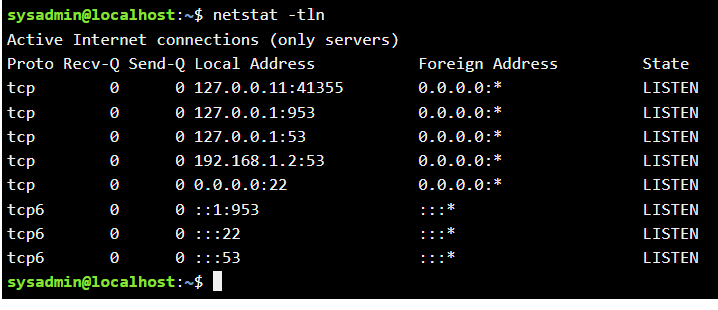 sysadmin@localhost:~$ netstat -tln
Active Internet connections (only servers)
Proto Recv-Q Send-Q Local Address           Foreign Address         State
tcp        0      0 127.0.0.11:41355        0.0.0.0:*               LISTEN
tcp        0      0 127.0.0.1:953           0.0.0.0:*               LISTEN
tcp        0      0 127.0.0.1:53            0.0.0.0:*               LISTEN
tcp        0      0 192.168.1.2:53          0.0.0.0:*               LISTEN
tcp        0      0 0.0.0.0:22              0.0.0.0:*               LISTEN
tcp6       0      0 ::1:953                 :::*                    LISTEN
tcp6       0      0 :::22                   :::*                    LISTEN
tcp6       0      0 :::53                   :::*                    LISTEN
sysadmin@localhost:~$